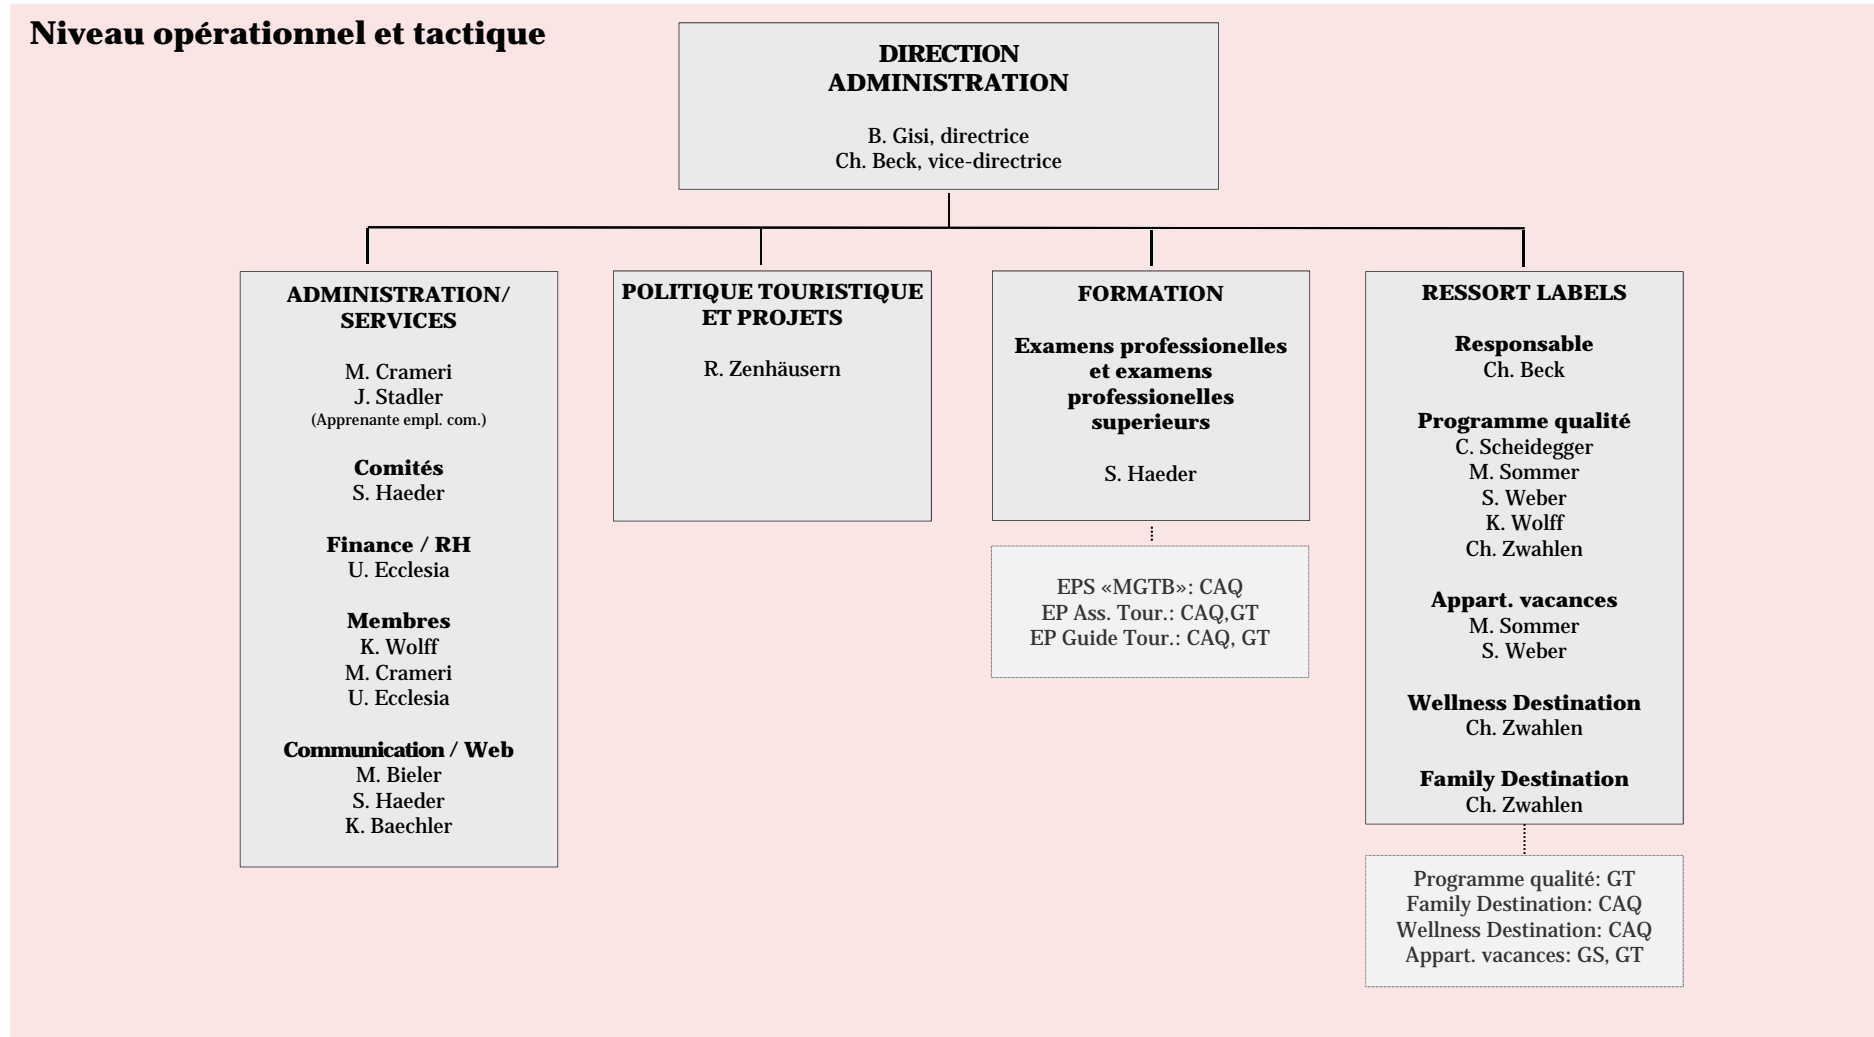 Niveau opérationnel et tactique
DIRECTION
ADMINISTRATION
B. Gisi, directrice
Ch. Beck, vice-directrice
ADMINISTRATION/
SERVICES
M. Crameri
J. Stadler
(Apprenante empl. com.)
Comités
S. Haeder
Finance / RH
U. Ecclesia
Membres
K. Wolff
M. Crameri
U. Ecclesia
Communication / Web
M. Bieler
S. Haeder
K. Baechler
POLITIQUE TOURISTIQUE
ET PROJETS
R. Zenhäusern
FORMATION
Examens professionelles
et examens
professionelles
superieurs
S. Haeder
EPS «MGTB»: CAQ
EP Ass. Tour.: CAQ,GT
EP Guide Tour.: CAQ, GT
RESSORT LABELS
Responsable
Ch. Beck
Programme qualité
C. Scheidegger
M. Sommer
S. Weber
K. Wolff
Ch. Zwahlen
Appart. vacances
M. Sommer
S. Weber
Wellness Destination
Ch. Zwahlen
Family Destination
Ch. Zwahlen
Programme qualité: GT
Family Destination: CAQ
Wellness Destination: CAQ
Appart. vacances: GS, GT